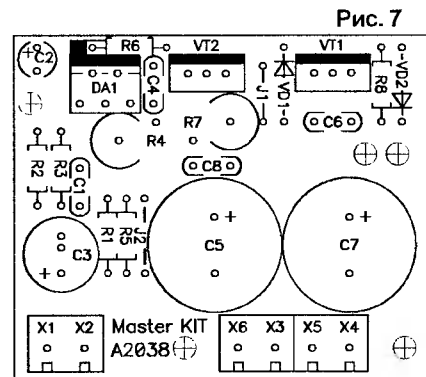 Рис. 7
C2 R6 VT2 VT1
DA1 C4 J1 VD1 R8 VD2
R4 R7 C6
R2 R3 C1 C8
R1 R5 J2 C5 C7
C3
X1 X2 Master KIT X6 X3 X5 X4
A2038